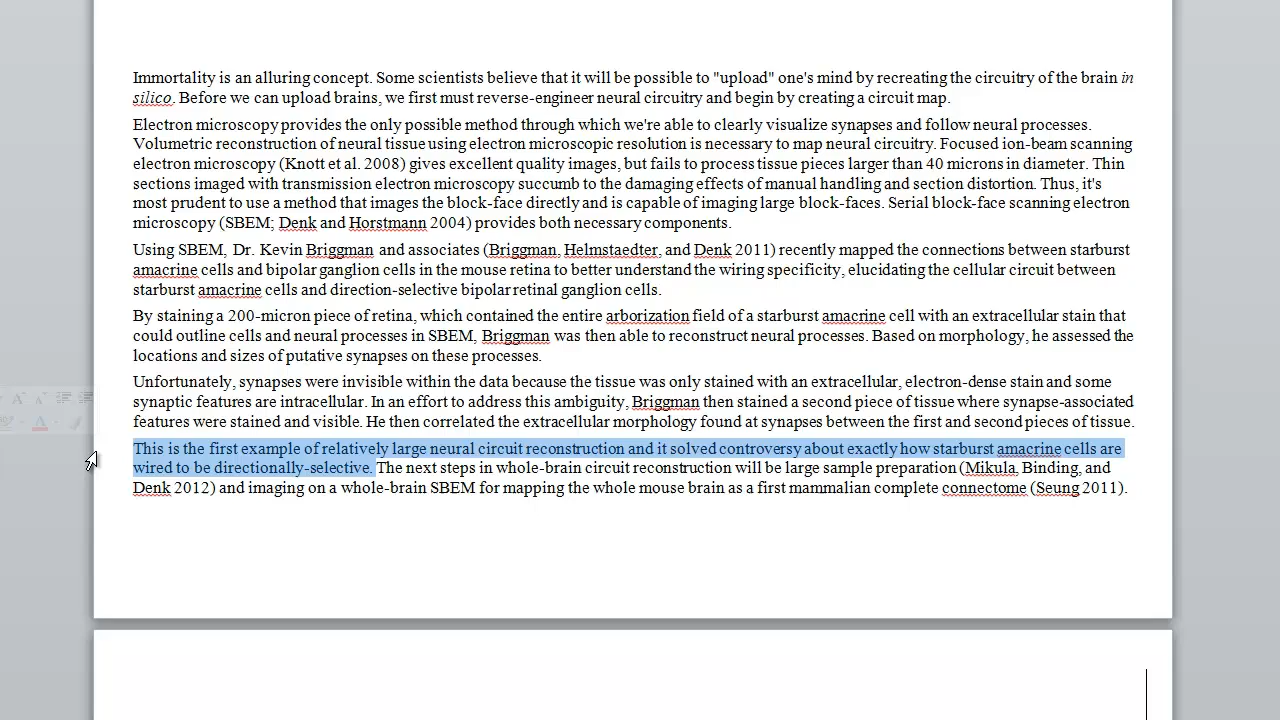 Immortality is an alluring concept. Some scientists believe that it will be possible to "upload" one's mind by recreating the circuitry of the brain in
silico. Before we can upload brains, we first must reverse-engineer neural circuitry and begin by creating a circuit map.
Electron microscopy provides the only possible method through which we're able to clearly visualize synapses and follow neural processes.
Volumetric reconstruction of neural tissue using electron microscopic resolution is necessary to map neural circuitry. Focused ion-beam scanning
electron microscopy (Knott et al. 2008) gives excellent quality images, but fails to process tissue pieces larger than 40 microns in diameter. Thin
sections imaged with transmission electron microscopy succumb to the damaging effects of manual handling and section distortion. Thus, it's
most prudent to use a method that images the block-face directly and is capable of imaging large block-faces. Serial block-face scanning electron
microscopy (SBEM; Denk and Horstmann 2004) provides both necessary components.
Using SBEM, Dr. Kevin Briggman and associates (Briggman, Helmstaedter, and Denk 2011) recently mapped the connections between starburst
amacrine cells and bipolar ganglion cells in the mouse retina to better understand the wiring specificity, elucidating the cellular circuit between
starburst amacrine cells and direction-selective bipolar retinal ganglion cells.
By staining a 200-micron piece of retina, which contained the entire arborization field of a starburst amacrine cell with an extracellular stain that
could outline cells and neural processes in SBEM, Briggman was then able to reconstruct neural processes. Based on morphology, he assessed the
locations and sizes of putative synapses on these processes.
Unfortunately, synapses were invisible within the data because the tissue was only stained with an extracellular, electron-dense stain and some
synaptic features are intracellular. In an effort to address this ambiguity, Briggman then stained a second piece of tissue where synapse-associated
features were stained and visible. He then correlated the extracellular morphology found at synapses between the first and second pieces of tissue.
This is the first example of relatively large neural circuit reconstruction and it solved controversy about exactly how starburst amacrine cells are
wired to be directionally-selective. The next steps in whole-brain circuit reconstruction will be large sample preparation (Mikula, Binding, and
Denk 2012) and imaging on a whole-brain SBEM for mapping the whole mouse brain as a first mammalian complete connectome (Seung 2011).